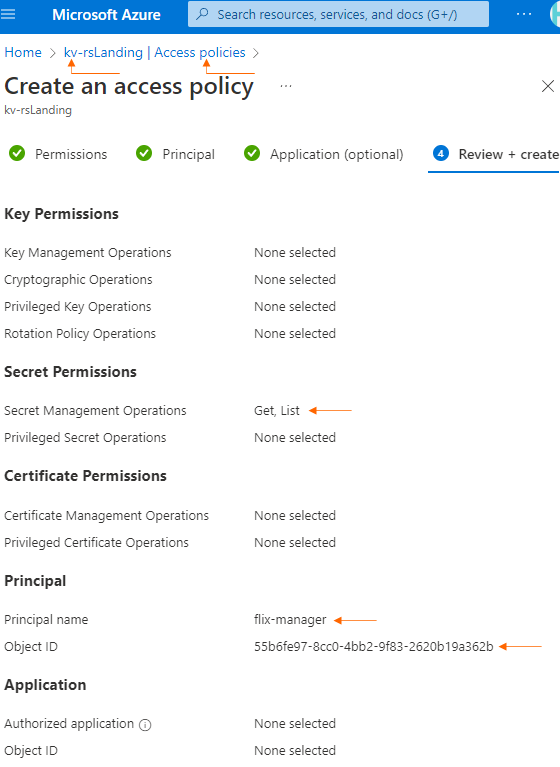 Microsoft Azure
Search resources, services, and docs (G+/)
Home > kv-rsLanding | Access policies >
Create an access policy ...
kv-rsLanding
Permissions Principal Application (optional) 4 Review + create
Key Permissions
Key Management Operations None selected
Cryptographic Operations None selected
Privileged Key Operations None selected
Rotation Policy Operations None selected
Secret Permissions
Secret Management Operations Get, List
Privileged Secret Operations None selected
Certificate Permissions
Certificate Management Operations None selected
Privileged Certificate Operations None selected
Principal
Principal name flix-manager
Object ID 55b6fe97-8cc0-4bb2-9f83-2620b19a362b
Application
Authorized application None selected
Object ID None selected